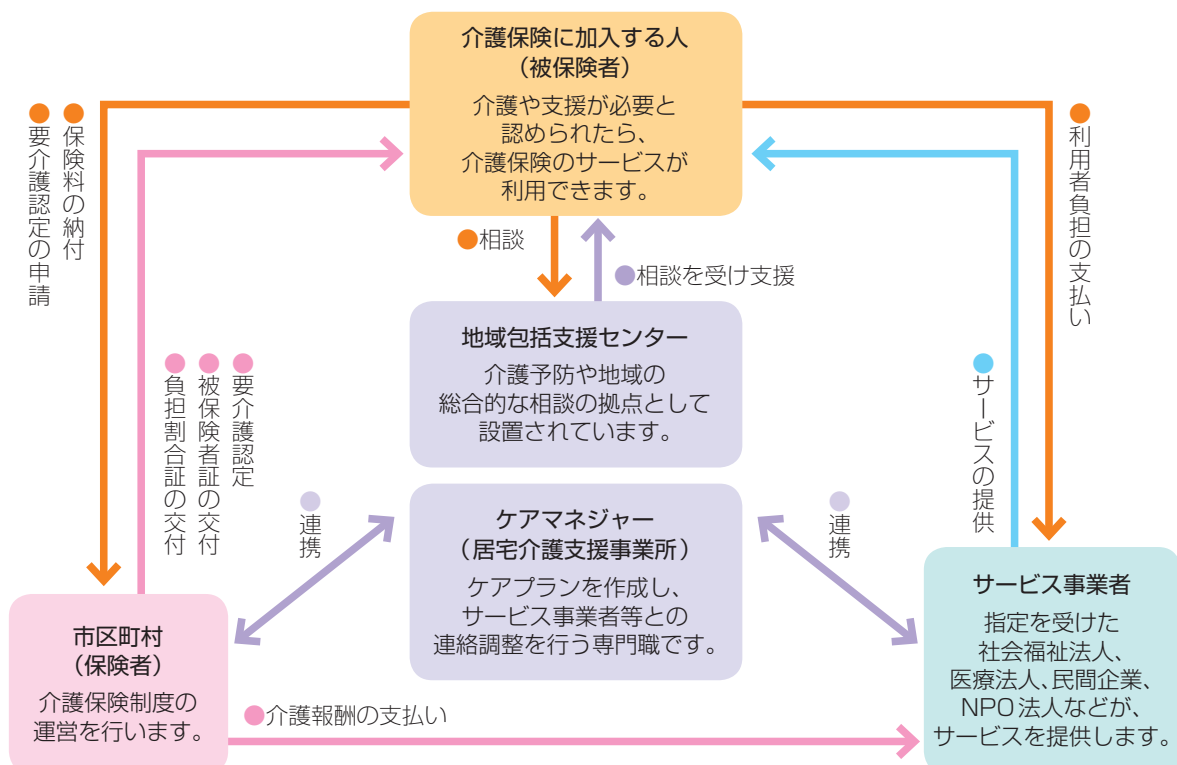 介護保険に加入する人
（被保険者）
介護や支援が必要と
認められたら、
介護保険のサービスが
利用できます。
●保険料の納付
●要介護認定の申請
●利用者負担の支払い
●相談
●相談を受け支援
地域包括支援センター
介護予防や地域の
総合的な相談の拠点として
設置されています。
●要介護認定
●被保険者証の交付
●負担割合証の交付
●サービスの提供
●連携
●連携
ケアマネジャー
（居宅介護支援事業所）
ケアプランを作成し、
サービス事業者等との
連絡調整を行う専門職です。
市区町村
（保険者）
介護保険制度の
運営を行います。
●介護報酬の支払い
サービス事業者
指定を受けた
社会福祉法人、
医療法人、民間企業、
NPO法人などが、
サービスを提供します。